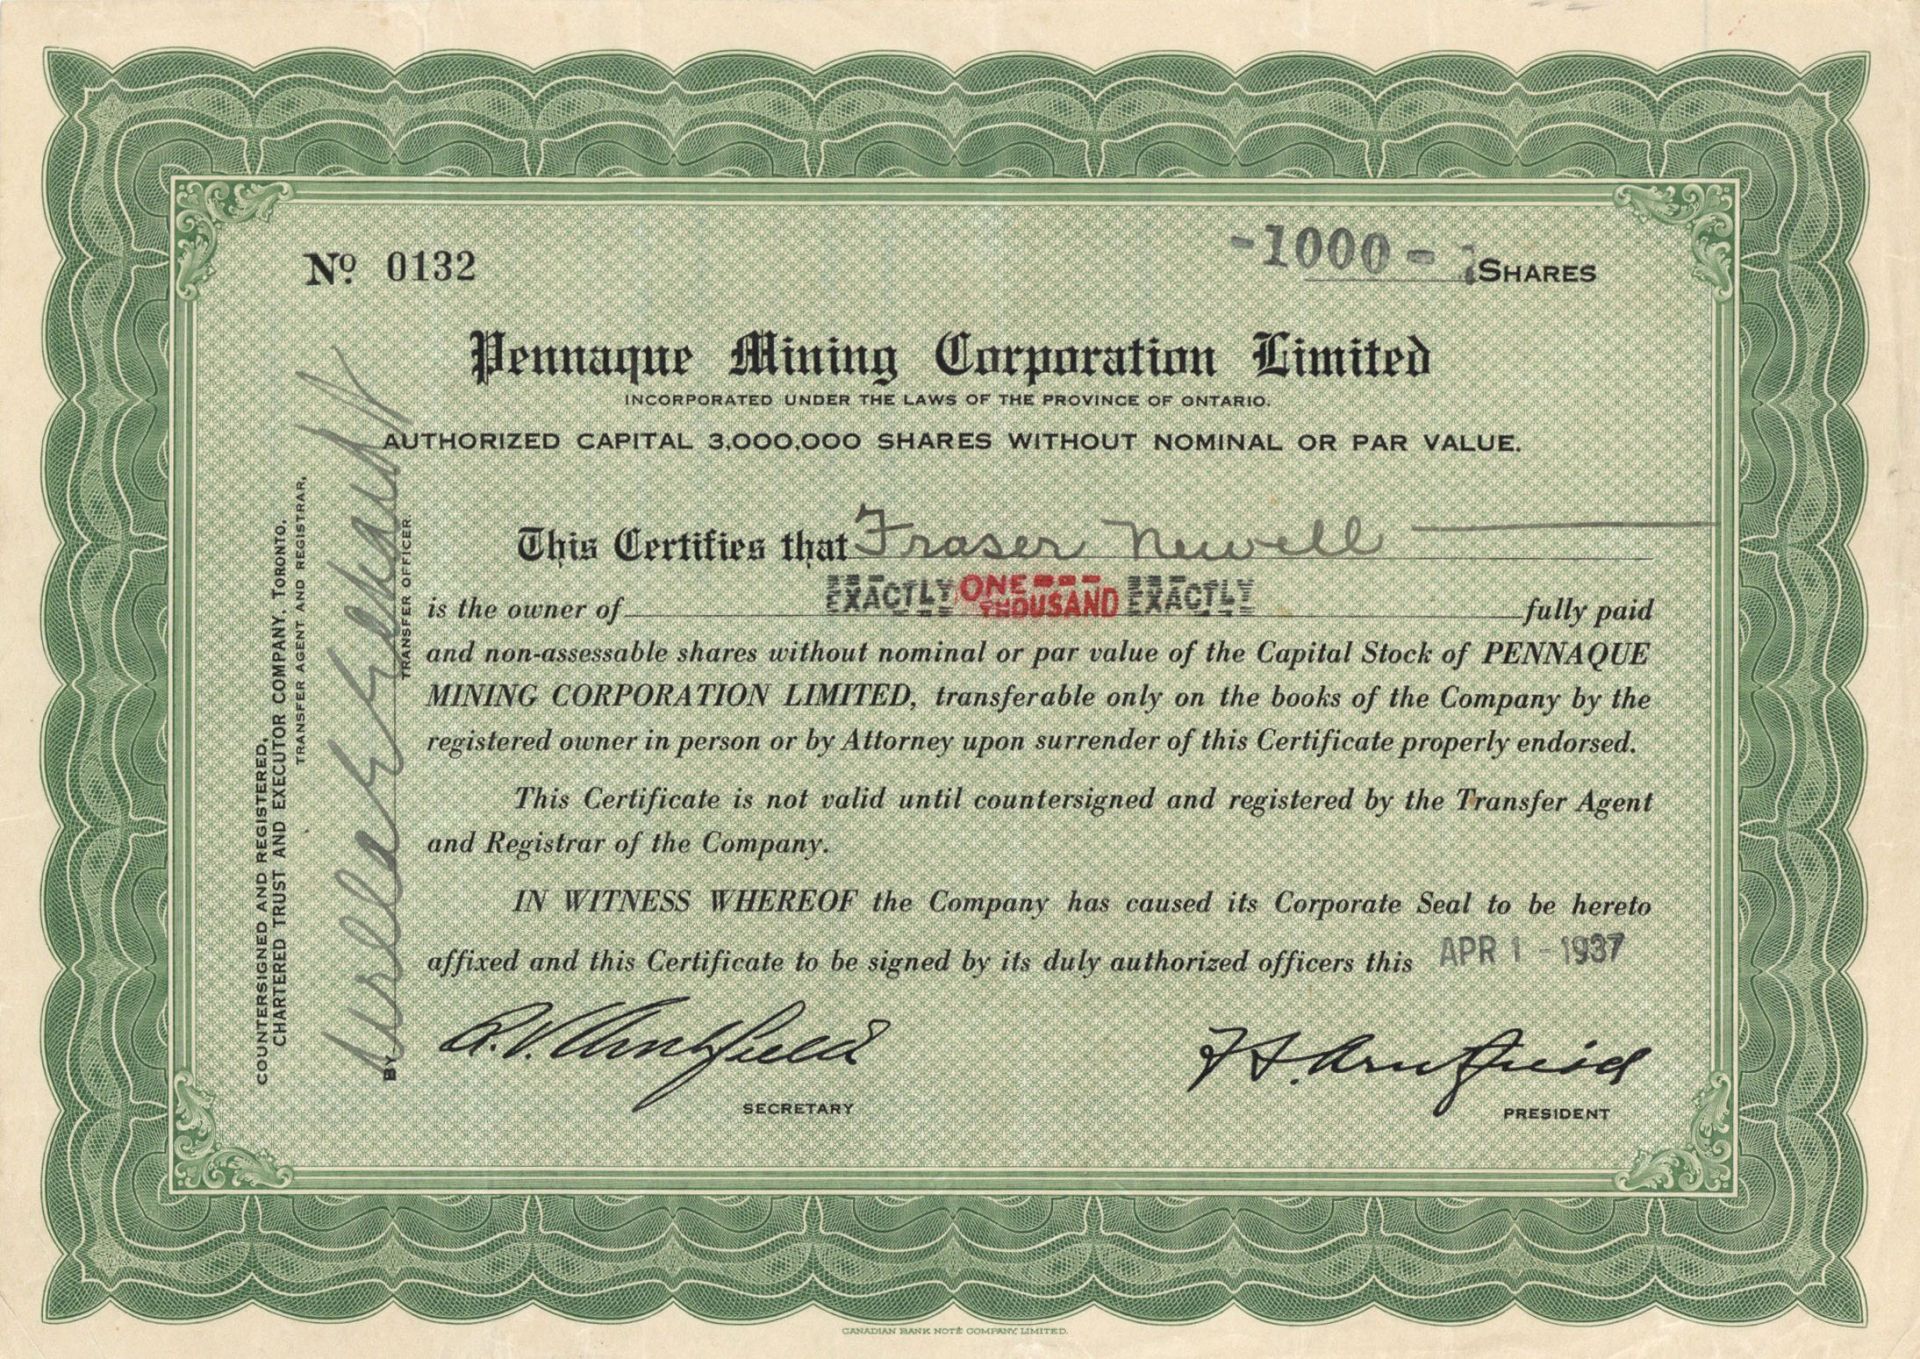 No. 0132
-1000- SHARES
Pennaque Mining Corporation Limited
INCORPORATED UNDER THE LAWS OF THE PROVINCE OF ONTARIO.
AUTHORIZED CAPITAL 3,000,000 SHARES WITHOUT NOMINAL OR PAR VALUE.
This Certifies that Fraser Newell
is the owner of EXACTLY ONE THOUSAND EXACTLY fully paid
and non-assessable shares without nominal or par value of the Capital Stock of PENNAQUE
MINING CORPORATION LIMITED, transferable only on the books of the Company by the
registered owner in person or by Attorney upon surrender of this Certificate properly endorsed.
This Certificate is not valid until countersigned and registered by the Transfer Agent
and Registrar of the Company.
IN WITNESS WHEREOF the Company has caused its Corporate Seal to be hereto
affixed and this Certificate to be signed by its duly authorized officers this APR 1 - 1937
SECRETARY
PRESIDENT
COUNTERSIGNED AND REGISTERED,
CHARTERED TRUST AND EXECUTOR COMPANY, TORONTO,
TRANSFER AGENT AND REGISTRAR,
BY
TRANSFER OFFICER.
CANADIAN BANK NOTE COMPANY, LIMITED.